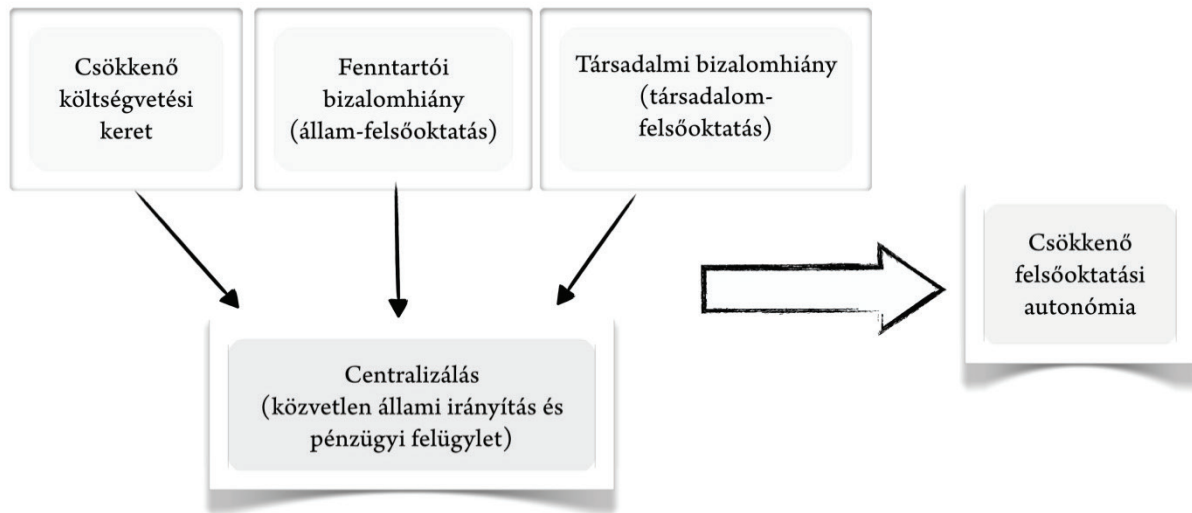 Csökkenő
költségvetési
keret
Fenntartói
bizalomhiány
(állam-felsőoktatás)
Társadalmi bizalomhiány
(társadalom-
felsőoktatás)
Centralizálás
(közvetlen állami irányítás és
pénzügyi felügylet)
Csökkenő
felsőoktatási
autonómia